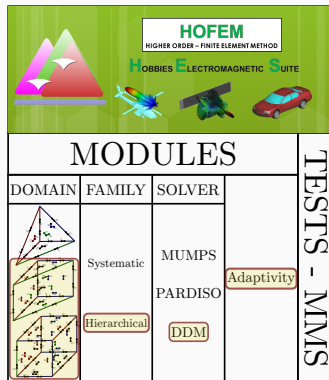 HOFEM
HIGHER ORDER – FINITE ELEMENT METHOD
HOBBIES ELECTROMAGNETIC SUITE
MODULES
DOMAIN
FAMILY
SOLVER
Systematic
Hierarchical
MUMPS
PARDISO
DDM
Adaptivity
TESTS - MMS